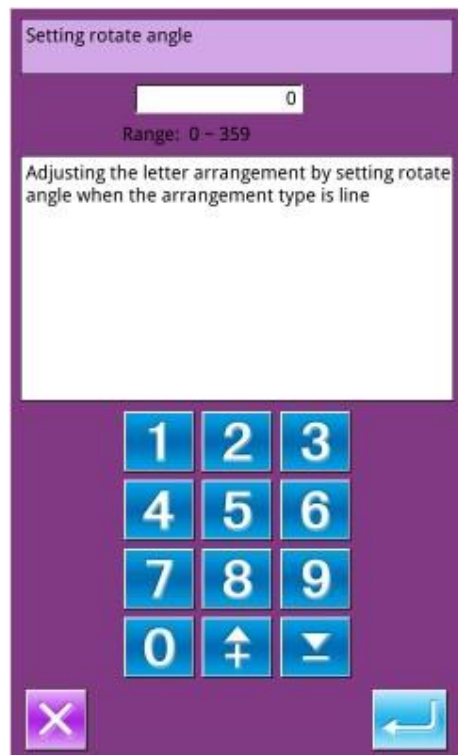 Setting rotate angle
0
Range: 0 ~ 359
Adjusting the letter arrangement by setting rotate
angle when the arrangement type is line
1 2 3
4 5 6
7 8 9
0